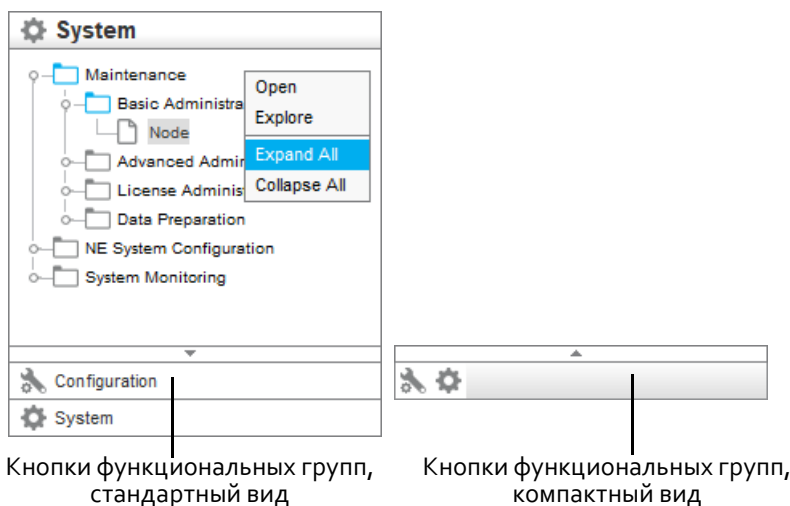 System
Maintenance
Basic Administra
Node
Advanced Admin
License Adminis
Data Preparation
NE System Configuration
System Monitoring
Open
Explore
Expand All
Collapse All
Configuration
System
Кнопки функциональных групп,
стандартный вид
Кнопки функциональных групп,
компактный вид